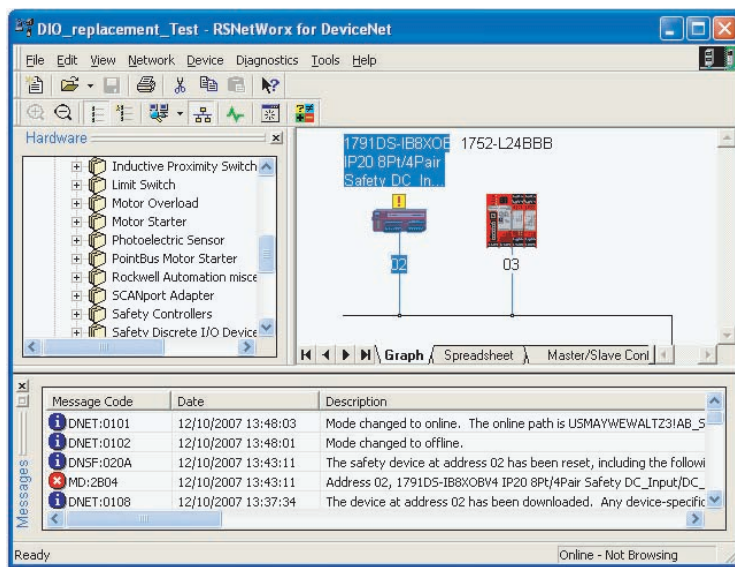 DIO_replacement_Test - RSNetWorx for DeviceNet
File Edit View Network Device Diagnostics Tools Help
Hardware
Inductive Proximity Switch
Limit Switch
Motor Overload
Motor Starter
Photoelectric Sensor
PointBus Motor Starter
Rockwell Automation misce
SCANport Adapter
Safety Controllers
Safety Discrete I/O Device
1791DS-IB8XOB
IP20 8Pt/4Pair
Safety DC_In...
1752-L24BBB
02
03
Graph Spreadsheet Master/Slave Conf
Messages
Message Code Date Description
DNET:0101 12/10/2007 13:48:03 Mode changed to online. The online path is USMAYWEWALTZ3!AB_S
DNET:0102 12/10/2007 13:48:01 Mode changed to offline.
DNSF:020A 12/10/2007 13:43:11 The safety device at address 02 has been reset, including the followi
MD:2B04 12/10/2007 13:43:11 Address 02, 1791DS-IB8XOBV4 IP20 8Pt/4Pair Safety DC_Input/DC_
DNET:0108 12/10/2007 13:37:34 The device at address 02 has been downloaded. Any device-specific
Ready
Online - Not Browsing